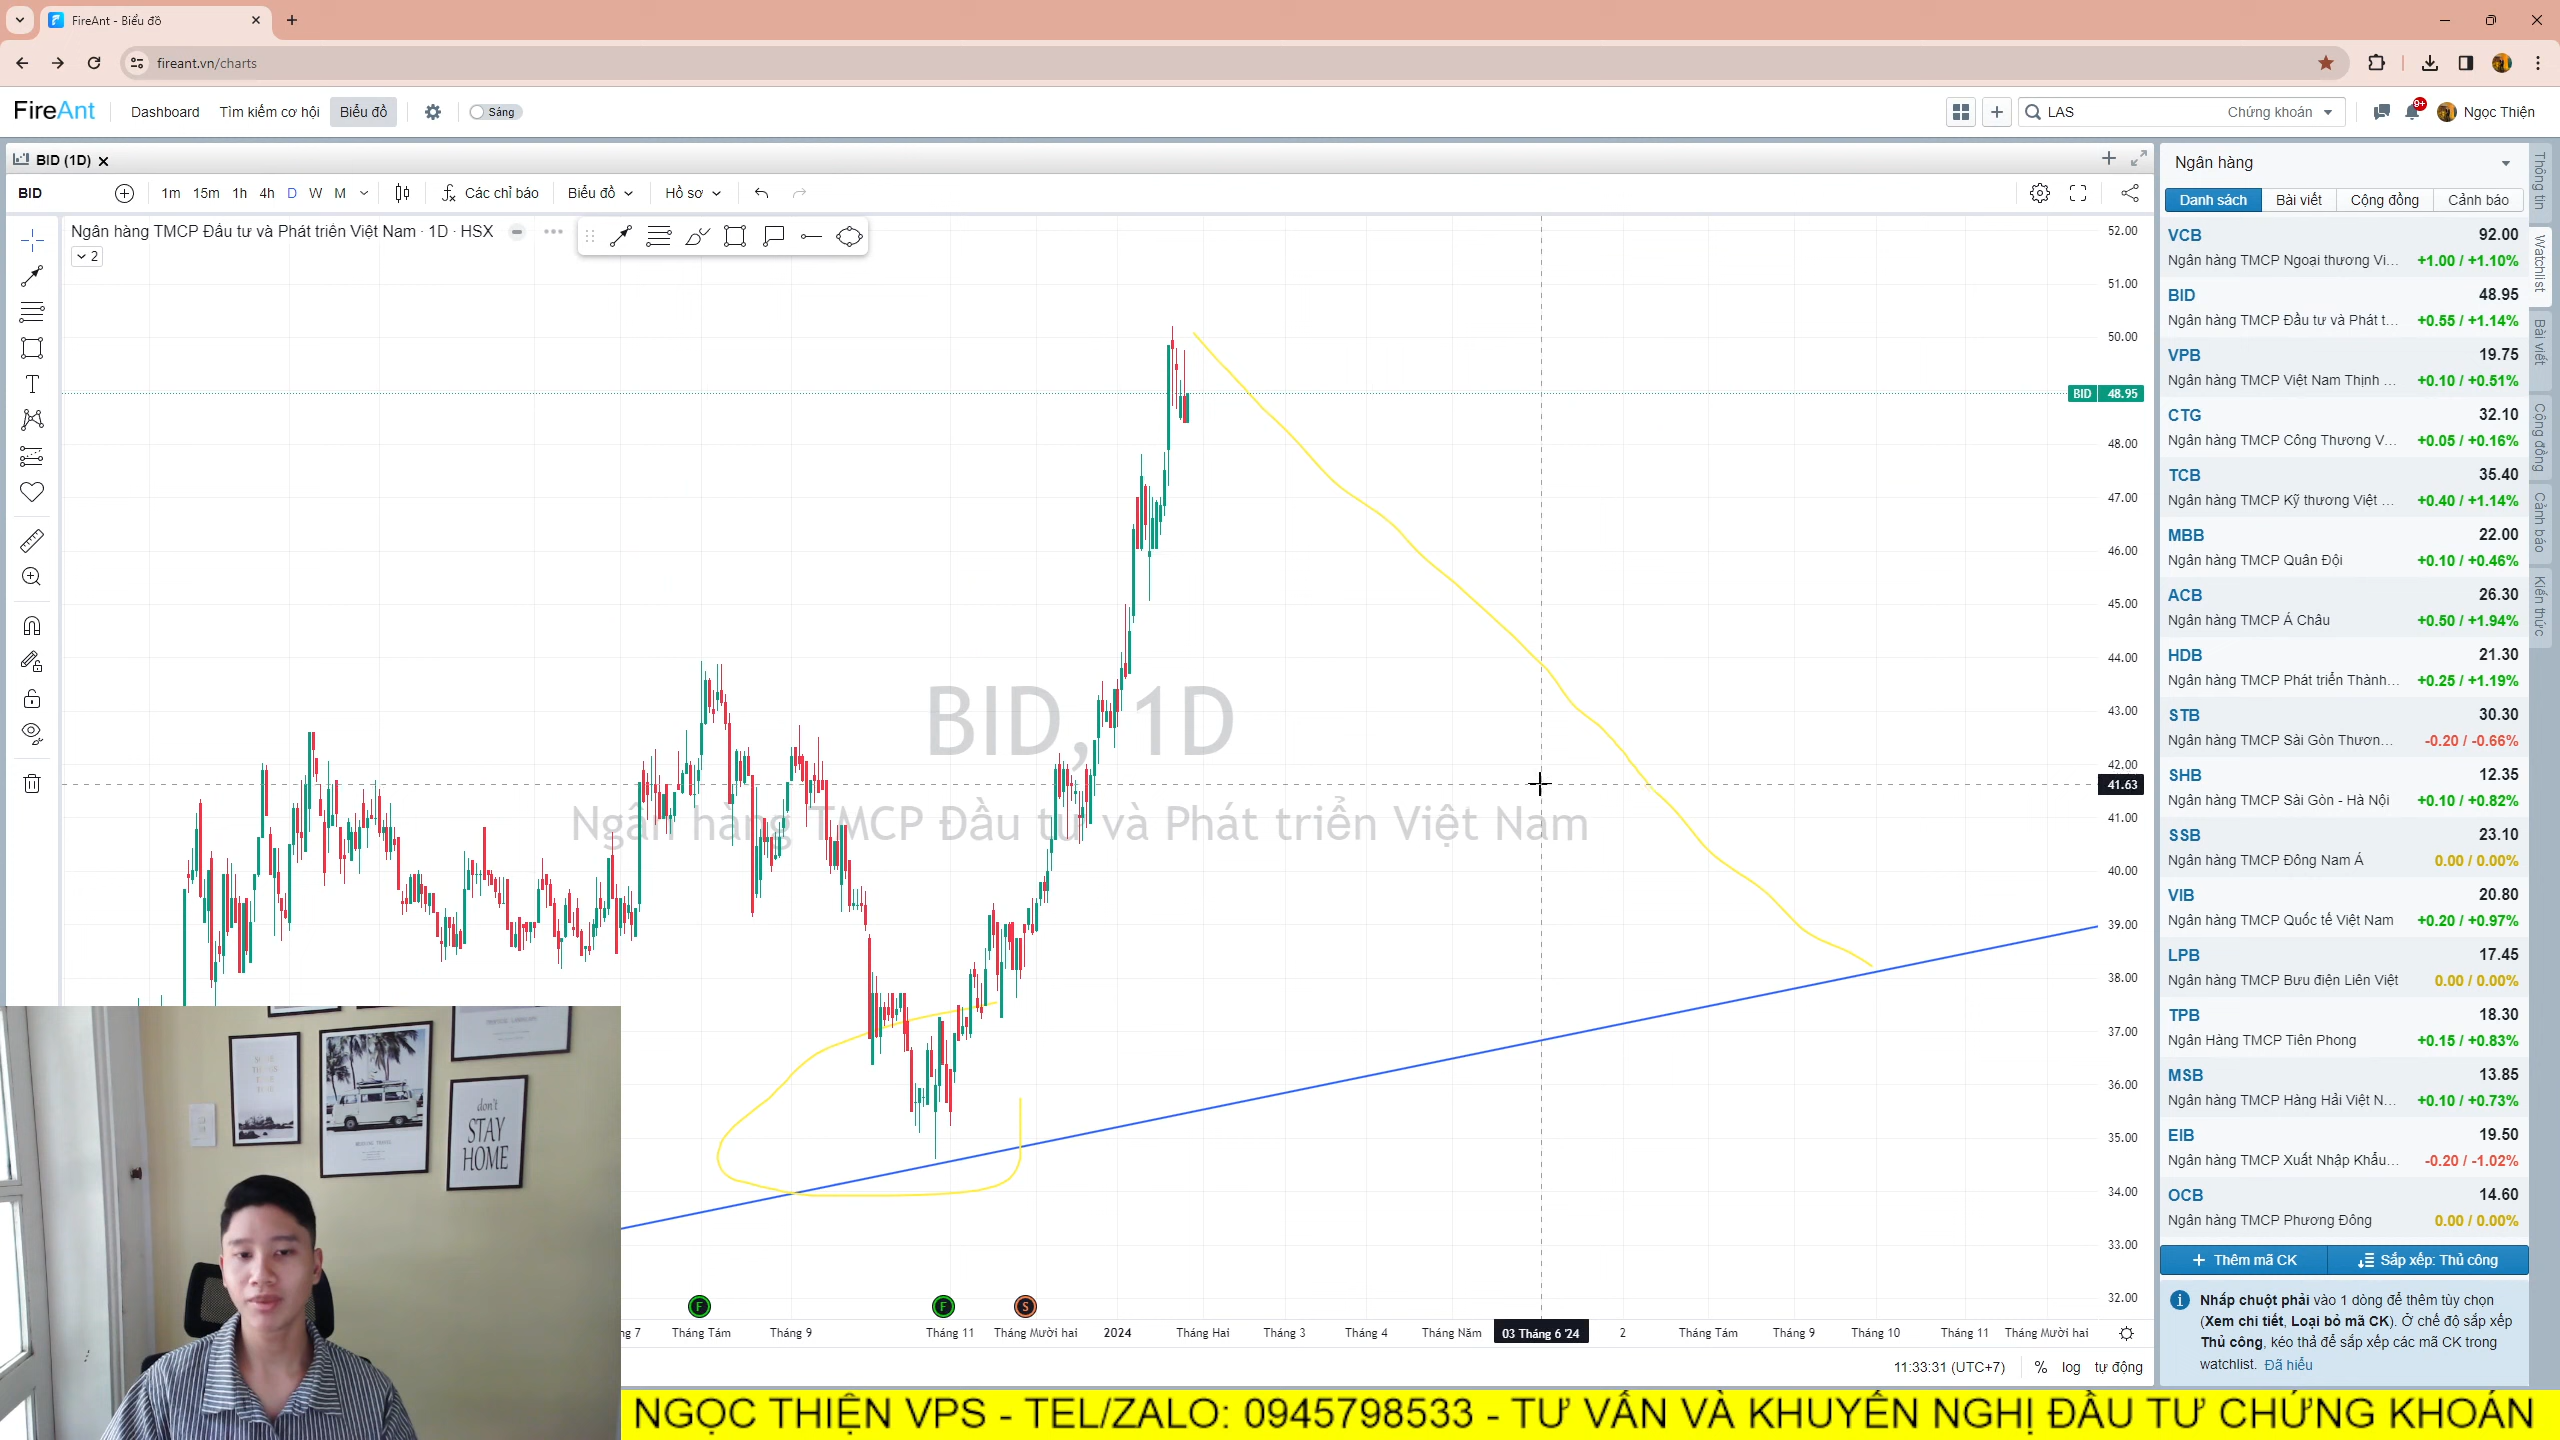 FireAnt - Biểu đồ
fireant.vn/charts
FireAnt
Dashboard
Tìm kiếm cơ hội
Biểu đồ
Sáng
LAS
Chứng khoán
9+
Ngọc Thiện
BID (1D)
BID
1m 15m 1h 4h D W M
Các chỉ báo
Biểu đồ
Hồ sơ
Ngân hàng TMCP Đầu tư và Phát triển Việt Nam · 1D · HSX
2
BID, 1D
Ngân hàng TMCP Đầu tư và Phát triển Việt Nam
52.00
51.00
50.00
BID 48.95
48.00
47.00
46.00
45.00
44.00
43.00
42.00
41.63
41.00
40.00
39.00
38.00
37.00
36.00
35.00
34.00
33.00
32.00
F
F
S
g 7 Tháng Tám Tháng 9 Tháng 11 Tháng Mười hai 2024 Tháng Hai Tháng 3 Tháng 4 Tháng Năm 03 Tháng 6 '24 2 Tháng Tám Tháng 9 Tháng 10 Tháng 11 Tháng Mười hai
11:33:31 (UTC+7) % log tự động
Ngân hàng
Danh sách Bài viết Cộng đồng Cảnh báo
VCB 92.00
Ngân hàng TMCP Ngoại thương Vi... +1.00 / +1.10%
BID 48.95
Ngân hàng TMCP Đầu tư và Phát t... +0.55 / +1.14%
VPB 19.75
Ngân hàng TMCP Việt Nam Thịnh ... +0.10 / +0.51%
CTG 32.10
Ngân hàng TMCP Công Thương V... +0.05 / +0.16%
TCB 35.40
Ngân hàng TMCP Kỹ thương Việt ... +0.40 / +1.14%
MBB 22.00
Ngân hàng TMCP Quân Đội +0.10 / +0.46%
ACB 26.30
Ngân hàng TMCP Á Châu +0.50 / +1.94%
HDB 21.30
Ngân hàng TMCP Phát triển Thành... +0.25 / +1.19%
STB 30.30
Ngân hàng TMCP Sài Gòn Thươn... -0.20 / -0.66%
SHB 12.35
Ngân hàng TMCP Sài Gòn - Hà Nội +0.10 / +0.82%
SSB 23.10
Ngân hàng TMCP Đông Nam Á 0.00 / 0.00%
VIB 20.80
Ngân hàng TMCP Quốc tế Việt Nam +0.20 / +0.97%
LPB 17.45
Ngân hàng TMCP Bưu điện Liên Việt 0.00 / 0.00%
TPB 18.30
Ngân Hàng TMCP Tiên Phong +0.15 / +0.83%
MSB 13.85
Ngân hàng TMCP Hàng Hải Việt N... +0.10 / +0.73%
EIB 19.50
Ngân hàng TMCP Xuất Nhập Khẩu... -0.20 / -1.02%
OCB 14.60
Ngân hàng TMCP Phương Đông 0.00 / 0.00%
Thêm mã CK
Sắp xếp: Thủ công
Nhấp chuột phải vào 1 dòng để thêm tùy chọn
(Xem chi tiết, Loại bỏ mã CK). Ở chế độ sắp xếp
Thủ công, kéo thả để sắp xếp các mã CK trong
watchlist. Đã hiểu
Thông tin
Watchlist
Bài viết
Cộng đồng
Cảnh báo
Kiến thức
don't
STAY
HOME
NGỌC THIỆN VPS - TEL/ZALO: 0945798533 - TƯ VẤN VÀ KHUYẾN NGHỊ ĐẦU TƯ CHỨNG KHOÁN